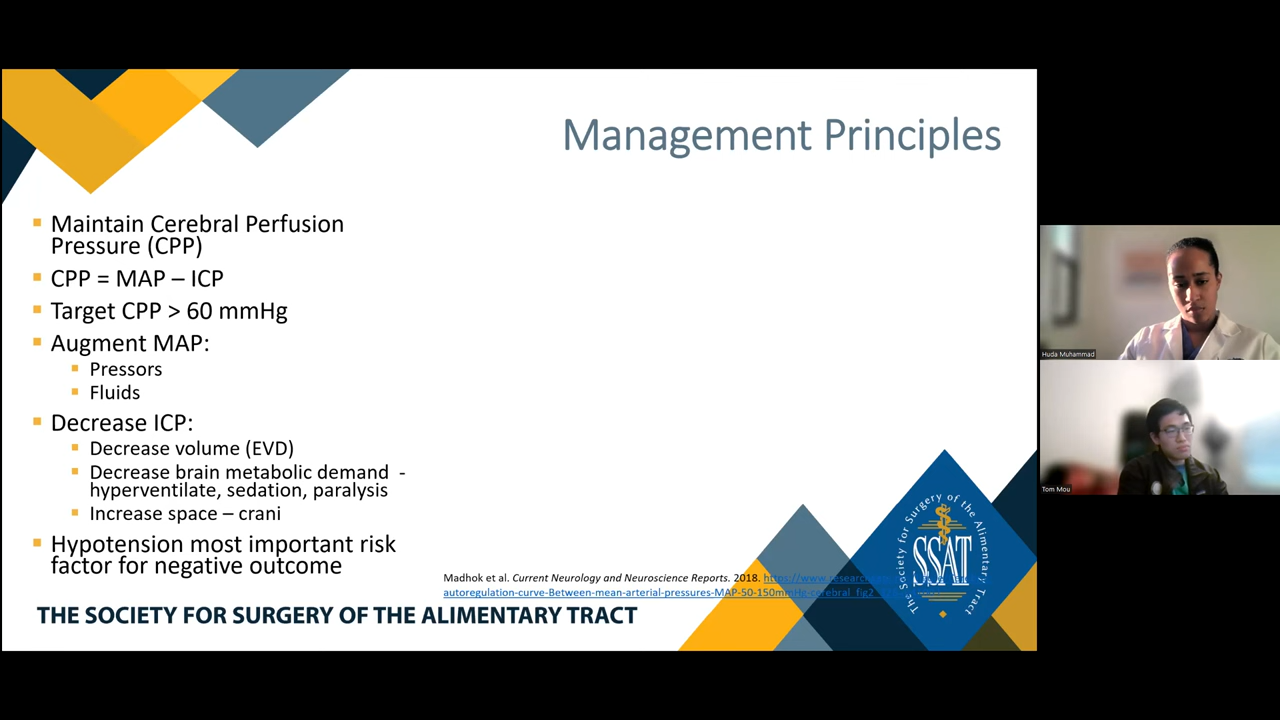 Management Principles
Maintain Cerebral Perfusion
Pressure (CPP)
CPP = MAP – ICP
Target CPP > 60 mmHg
Augment MAP:
Pressors
Fluids
Decrease ICP:
Decrease volume (EVD)
Decrease brain metabolic demand -
hyperventilate, sedation, paralysis
Increase space – crani
Hypotension most important risk
factor for negative outcome
Madhok et al. Current Neurology and Neuroscience Reports. 2018. https://www.research
autoregulation-curve-Between-mean-arterial-pressures-MAP-50-150mmHg-cerebral_fig2_
THE SOCIETY FOR SURGERY OF THE ALIMENTARY TRACT
The Society for Surgery of the Alimentary Tract
SSAT
Huda Muhammad
Tom Mou